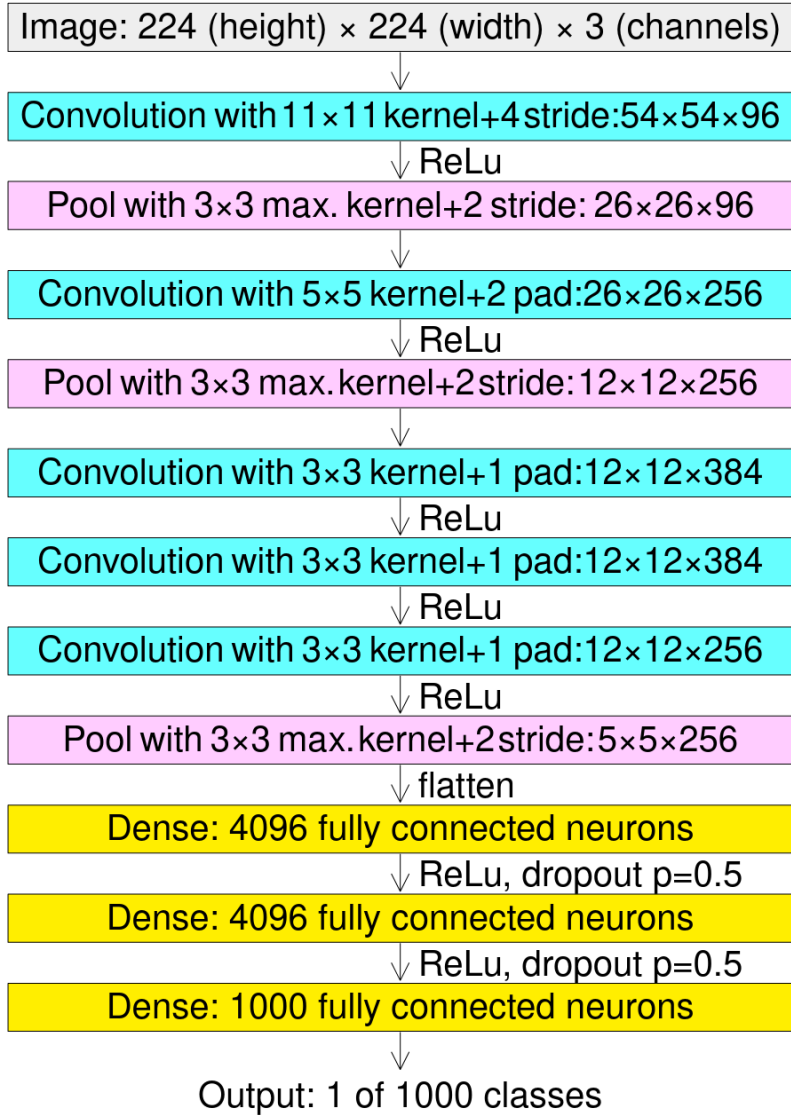 Image: 224 (height) × 224 (width) × 3 (channels)
Convolution with 11×11 kernel+4 stride:54×54×96
ReLu
Pool with 3×3 max. kernel+2 stride: 26×26×96
Convolution with 5×5 kernel+2 pad:26×26×256
ReLu
Pool with 3×3 max.kernel+2stride:12×12×256
Convolution with 3×3 kernel+1 pad:12×12×384
ReLu
Convolution with 3×3 kernel+1 pad:12×12×384
ReLu
Convolution with 3×3 kernel+1 pad:12×12×256
ReLu
Pool with 3×3 max.kernel+2stride:5×5×256
flatten
Dense: 4096 fully connected neurons
ReLu, dropout p=0.5
Dense: 4096 fully connected neurons
ReLu, dropout p=0.5
Dense: 1000 fully connected neurons
Output: 1 of 1000 classes